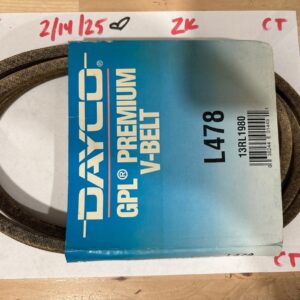 2/14/25 ZK CT
DAYCO
GPL® PREMIUM
V-BELT
L478
13RL1980
CT